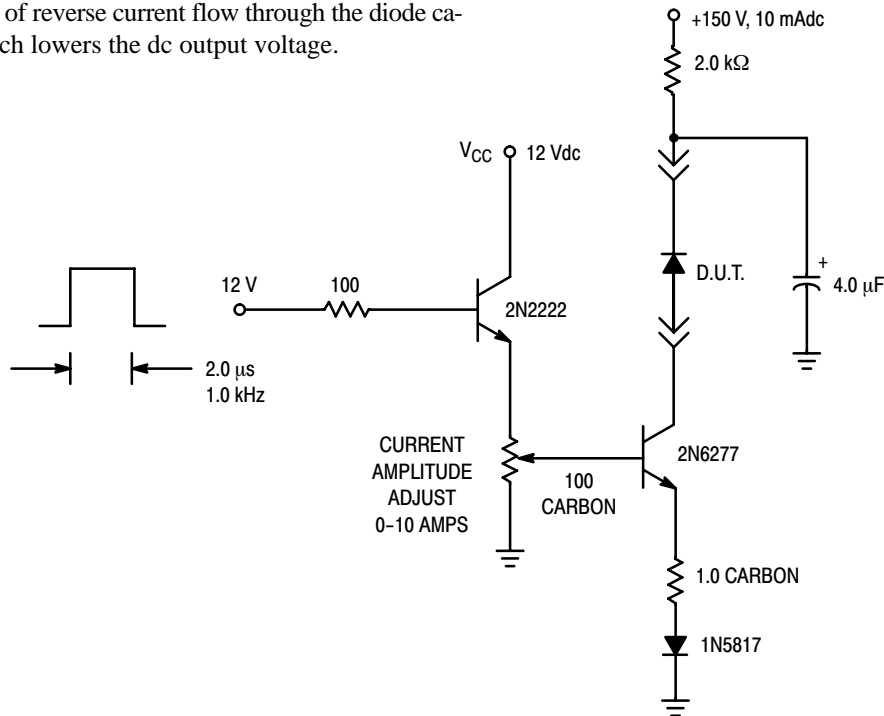 of reverse current flow through the diode ca-
ch lowers the dc output voltage.
+150 V, 10 mAdc
2.0 kΩ
VCC 12 Vdc
D.U.T.
+
4.0 μF
12 V
100
2N2222
2.0 μs
1.0 kHz
CURRENT
AMPLITUDE
ADJUST
0–10 AMPS
100
CARBON
2N6277
1.0 CARBON
1N5817